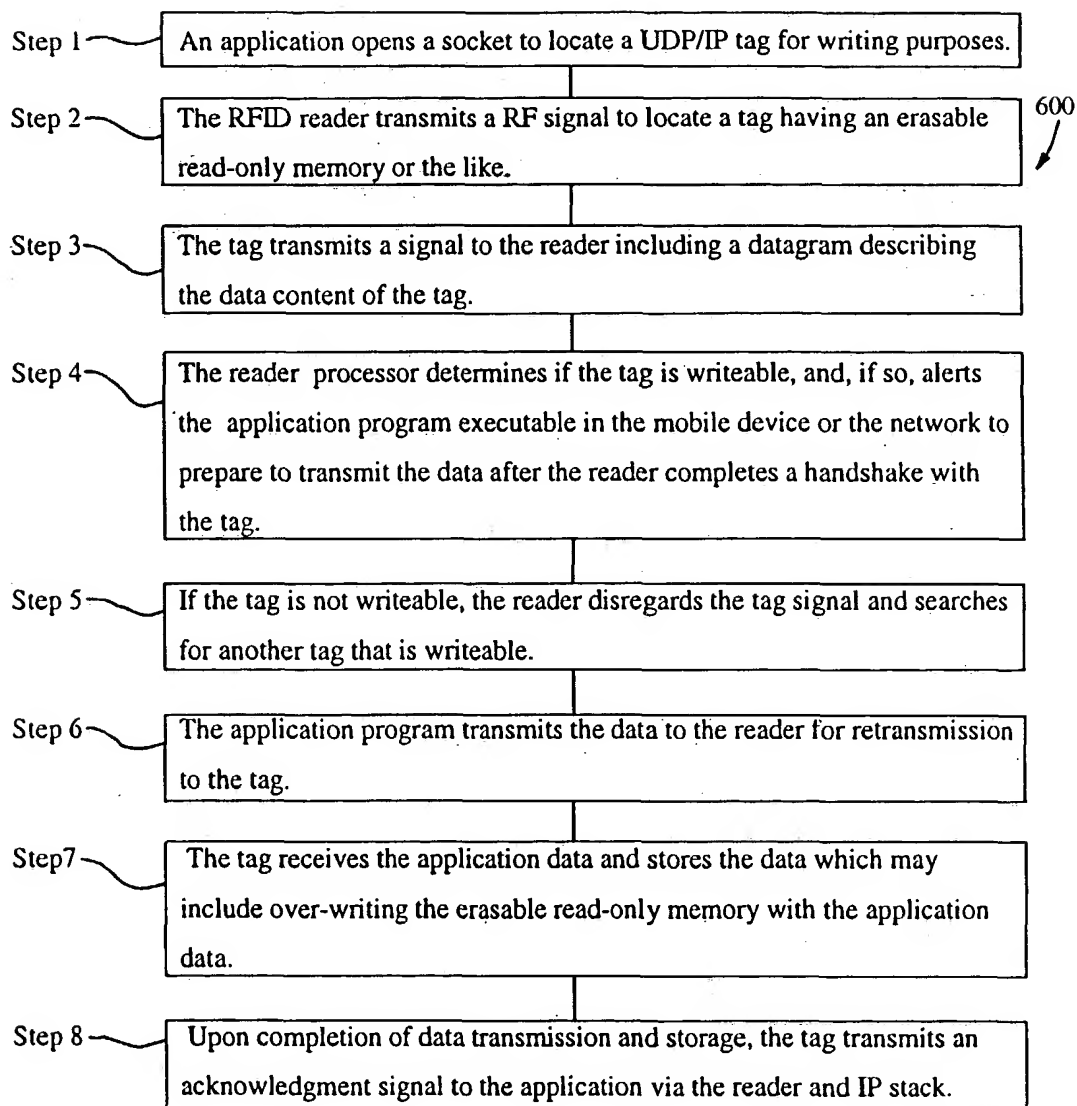 Step 1
An application opens a socket to locate a UDP/IP tag for writing purposes.
600
Step 2
The RFID reader transmits a RF signal to locate a tag having an erasable
read-only memory or the like.
Step 3
The tag transmits a signal to the reader including a datagram describing
the data content of the tag.
Step 4
The reader processor determines if the tag is writeable, and, if so, alerts
the application program executable in the mobile device or the network to
prepare to transmit the data after the reader completes a handshake with
the tag.
Step 5
If the tag is not writeable, the reader disregards the tag signal and searches
for another tag that is writeable.
Step 6
The application program transmits the data to the reader for retransmission
to the tag.
Step7
The tag receives the application data and stores the data which may
include over-writing the erasable read-only memory with the application
data.
Step 8
Upon completion of data transmission and storage, the tag transmits an
acknowledgment signal to the application via the reader and IP stack.